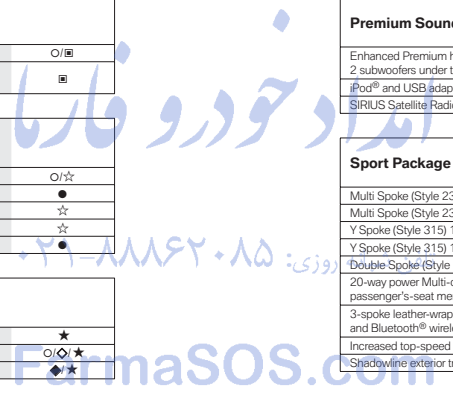 Premium Soun
Enhanced Premium h
2 subwoofers under t
iPod® and USB adap
SIRIUS Satellite Radi
Sport Package
Multi Spoke (Style 23
Multi Spoke (Style 23
Y Spoke (Style 315) 1
Y Spoke (Style 315) 1
Double Spoke (Style
20-way power Multi-c
passenger's-seat me
3-spoke leather-wrap
and Bluetooth® wirel
Increased top-speed
Shadowline exterior tr
O/▣
▣
O/☆
●
☆
☆
●
★
O/◇/★
◆/★
امداد خودرو فارما
روزی: ۰۲۱-۸۸۸۶۲۰۸۵
FarmaSOS.com